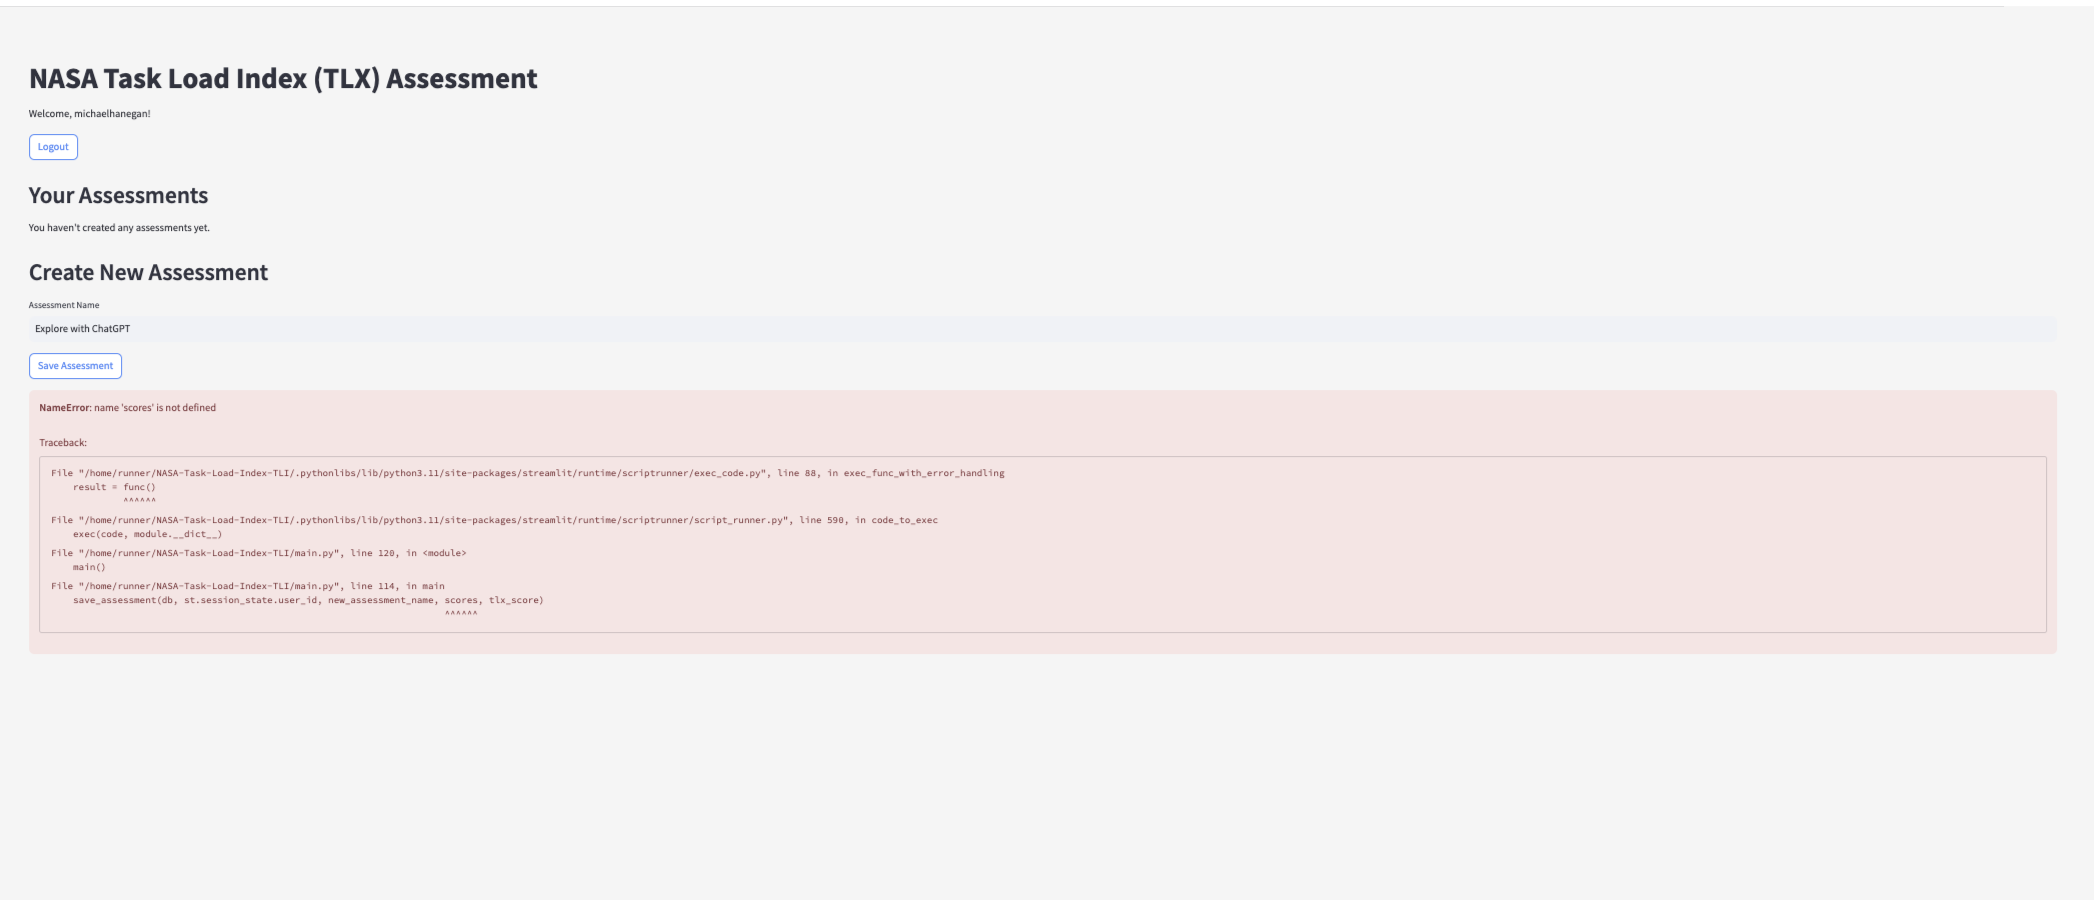 NASA Task Load Index (TLX) Assessment
Welcome, michaelhanegan!
Logout
Your Assessments
You haven't created any assessments yet.
Create New Assessment
Assessment Name
Explore with ChatGPT
Save Assessment
NameError: name 'scores' is not defined
Traceback:
File "/home/runner/NASA-Task-Load-Index-TLI/.pythonlibs/lib/python3.11/site-packages/streamlit/runtime/scriptrunner/exec_code.py", line 88, in exec_func_with_error_handling
    result = func()
             ^^^^^^
File "/home/runner/NASA-Task-Load-Index-TLI/.pythonlibs/lib/python3.11/site-packages/streamlit/runtime/scriptrunner/script_runner.py", line 590, in code_to_exec
    exec(code, module.__dict__)
File "/home/runner/NASA-Task-Load-Index-TLI/main.py", line 120, in <module>
    main()
File "/home/runner/NASA-Task-Load-Index-TLI/main.py", line 114, in main
    save_assessment(db, st.session_state.user_id, new_assessment_name, scores, tlx_score)
                                                                       ^^^^^^